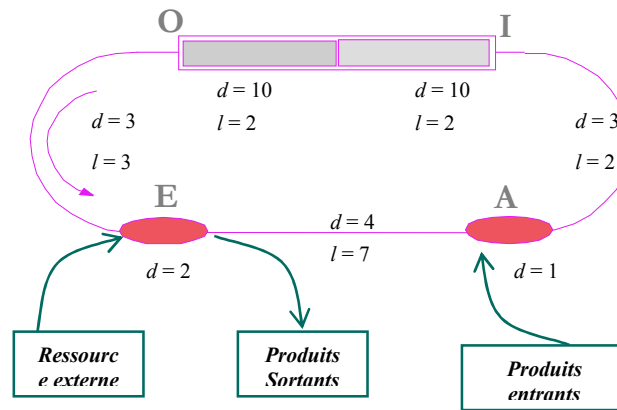 O
I
d = 10
d = 10
l = 2
l = 2
d = 3
d = 3
l = 3
l = 2
E
A
d = 4
l = 7
d = 2
d = 1
Ressourc
e externe
Produits
Sortants
Produits
entrants